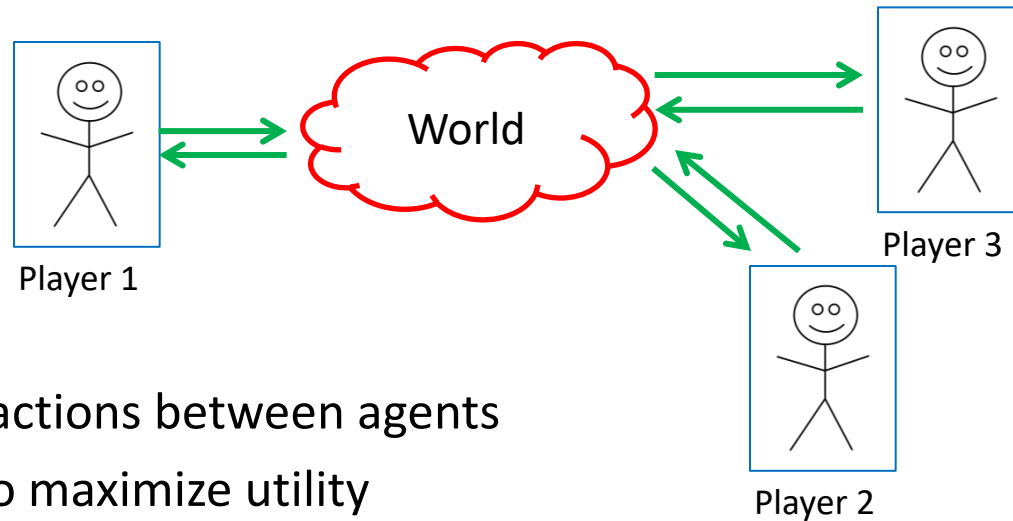 World
Player 1
Player 3
actions between agents
o maximize utility
Player 2